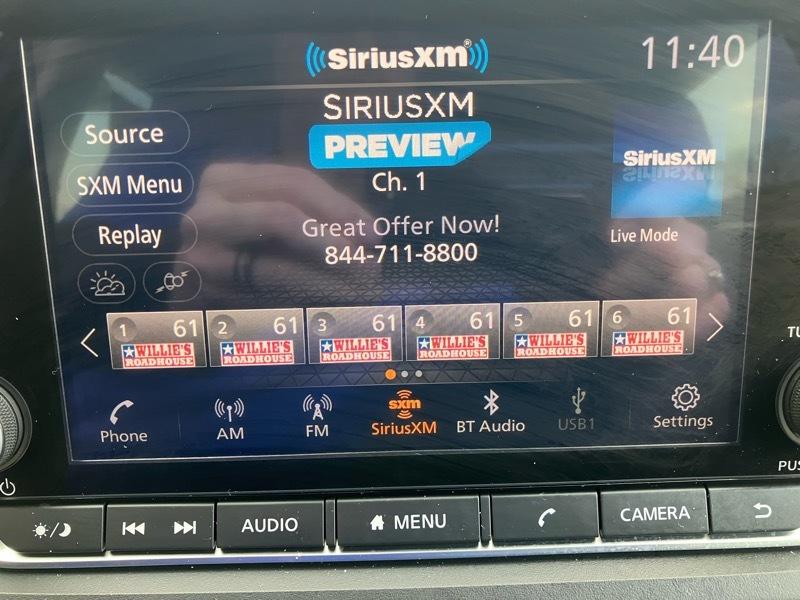 SiriusXM®
11:40
SIRIUSXM
PREVIEW
Ch. 1
Great Offer Now!
844-711-8800
Source
SXM Menu
Replay
SiriusXM
Live Mode
1 61 WILLIE'S ROADHOUSE
2 61 WILLIE'S ROADHOUSE
3 61 WILLIE'S ROADHOUSE
4 61 WILLIE'S ROADHOUSE
5 61 WILLIE'S ROADHOUSE
6 61 WILLIE'S ROADHOUSE
Phone
AM
FM
sxm
SiriusXM
BT Audio
USB1
Settings
TU
PUS
AUDIO
MENU
CAMERA